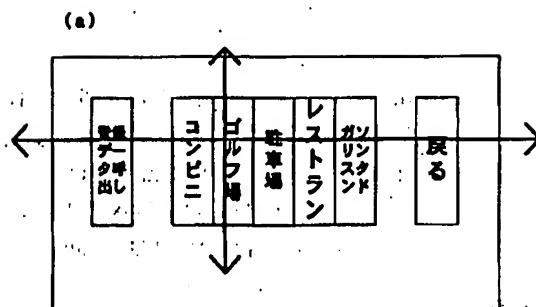 (a)
登録データ呼出し
コンビニ
ゴルフ場
駐車場
レストラン
ガソリンスタンド
戻る